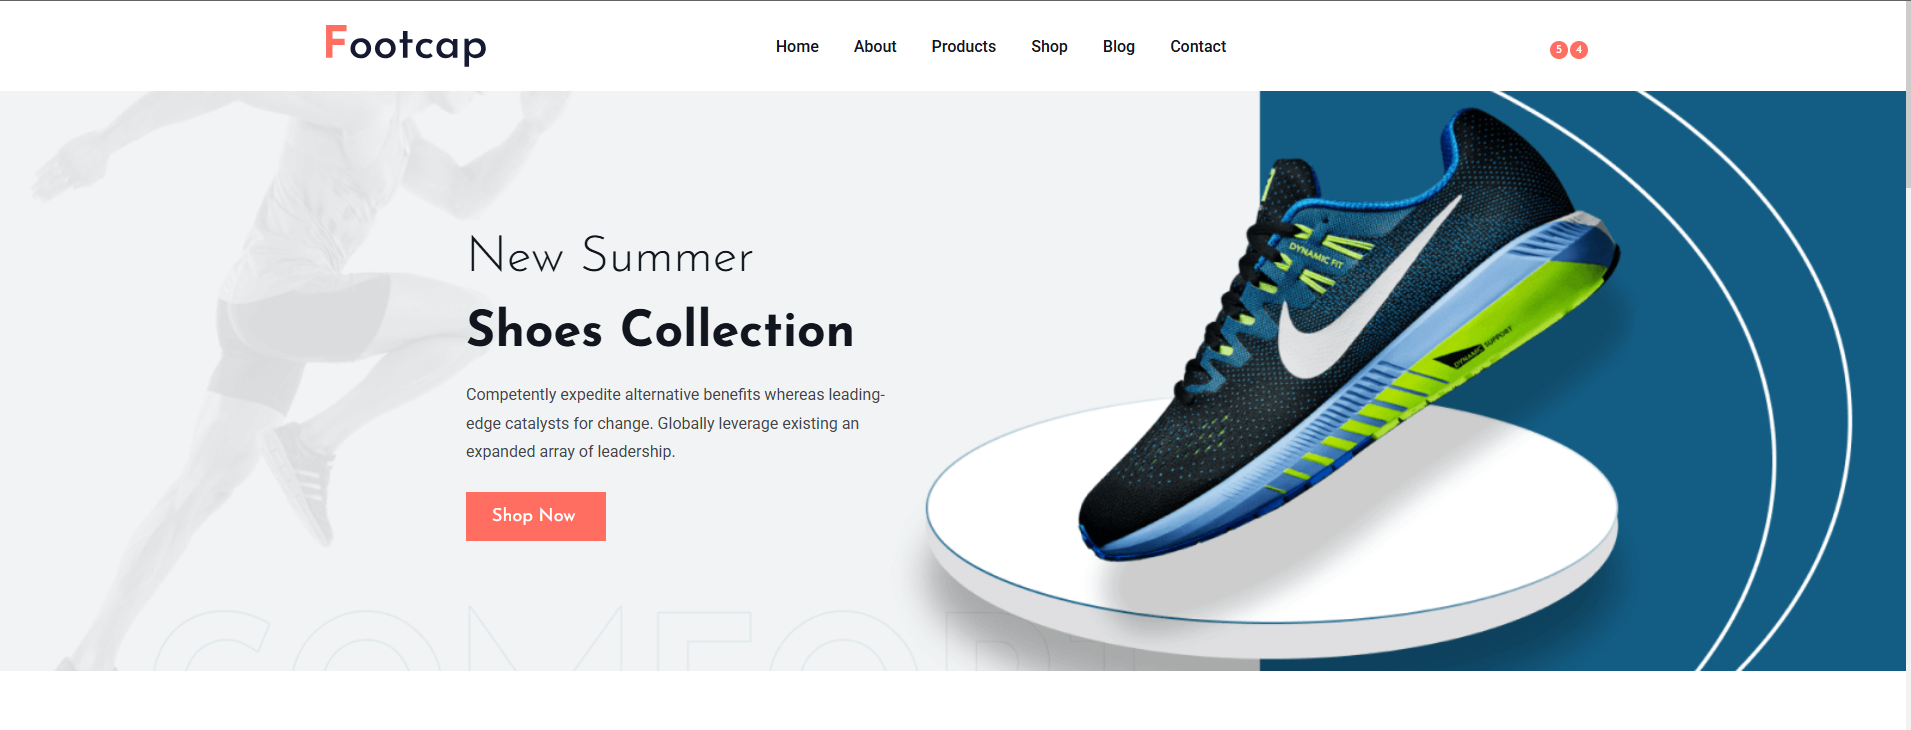 Footcap
Home About Products Shop Blog Contact
5 4
New Summer
Shoes Collection
Competently expedite alternative benefits whereas leading-
edge catalysts for change. Globally leverage existing an
expanded array of leadership.
Shop Now
DYNAMIC FIT
DYNAMIC SUPPORT
COMFORT